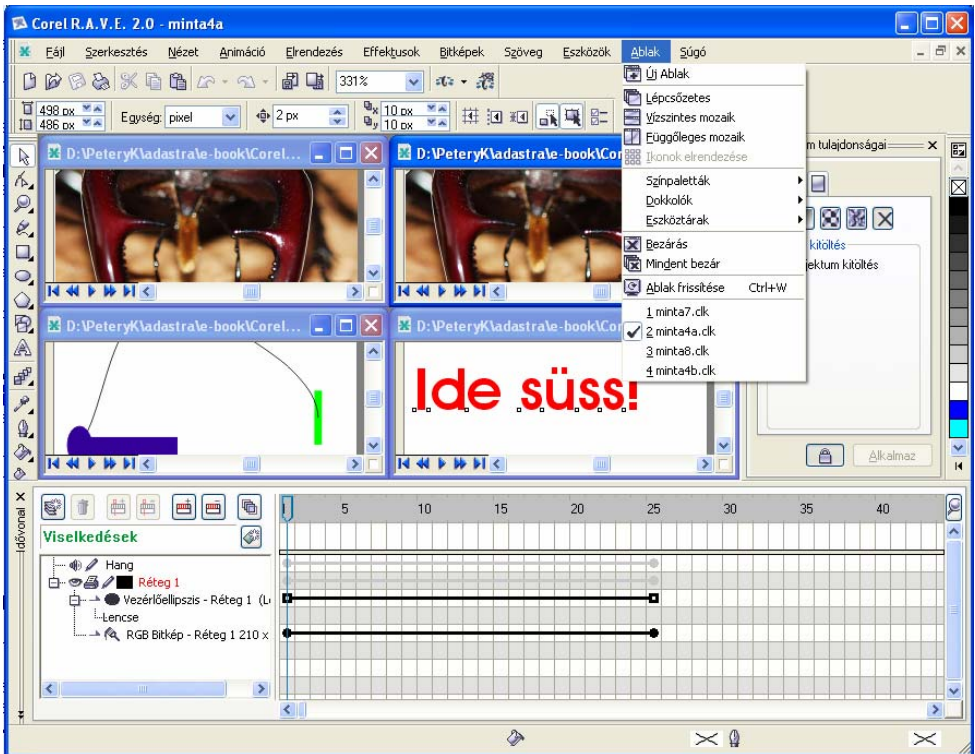 Corel R.A.V.E. 2.0 - minta4a
Fájl Szerkesztés Nézet Animáció Elrendezés Effektusok Bitképek Szöveg Eszközök Ablak Súgó
331%
498 px
486 px
Egység: pixel
2 px
x 10 px
y 10 px
Új Ablak
Lépcsőzetes
Vízszintes mozaik
Függőleges mozaik
Ikonok elrendezése
Színpaletták
Dokkolók
Eszköztárak
Bezárás
Mindent bezár
Ablak frissítése Ctrl+W
1 minta7.clk
2 minta4a.clk
3 minta8.clk
4 minta4b.clk
D:\PeteryK\adastra\e-book\Corel...
D:\PeteryK\adastra\e-book\Cor
m tulajdonságai
kitöltés
jektum kitöltés
D:\PeteryK\adastra\e-book\Corel...
D:\PeteryK\adastra\e-book\Cor
Ide süss!
Alkalmaz
Idővonal
1 5 10 15 20 25 30 35 40
Viselkedések
Hang
Réteg 1
Vezérlőellipszis - Réteg 1 (L
Lencse
RGB Bitkép - Réteg 1 210 x